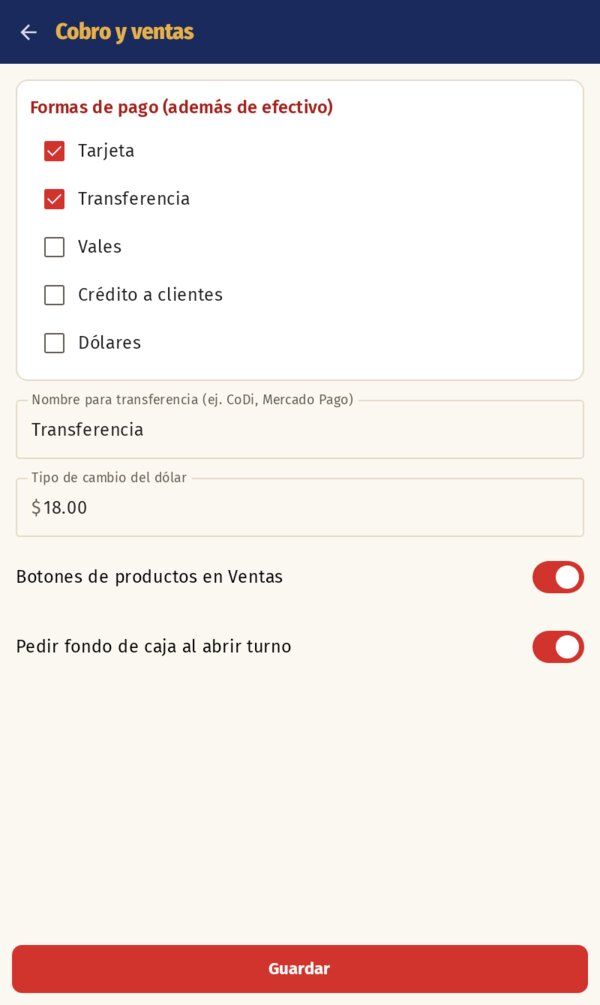 Cobro y ventas
Formas de pago (además de efectivo)
Tarjeta
Transferencia
Vales
Crédito a clientes
Dólares
Nombre para transferencia (ej. CoDi, Mercado Pago)
Transferencia
Tipo de cambio del dólar
$18.00
Botones de productos en Ventas
Pedir fondo de caja al abrir turno
Guardar